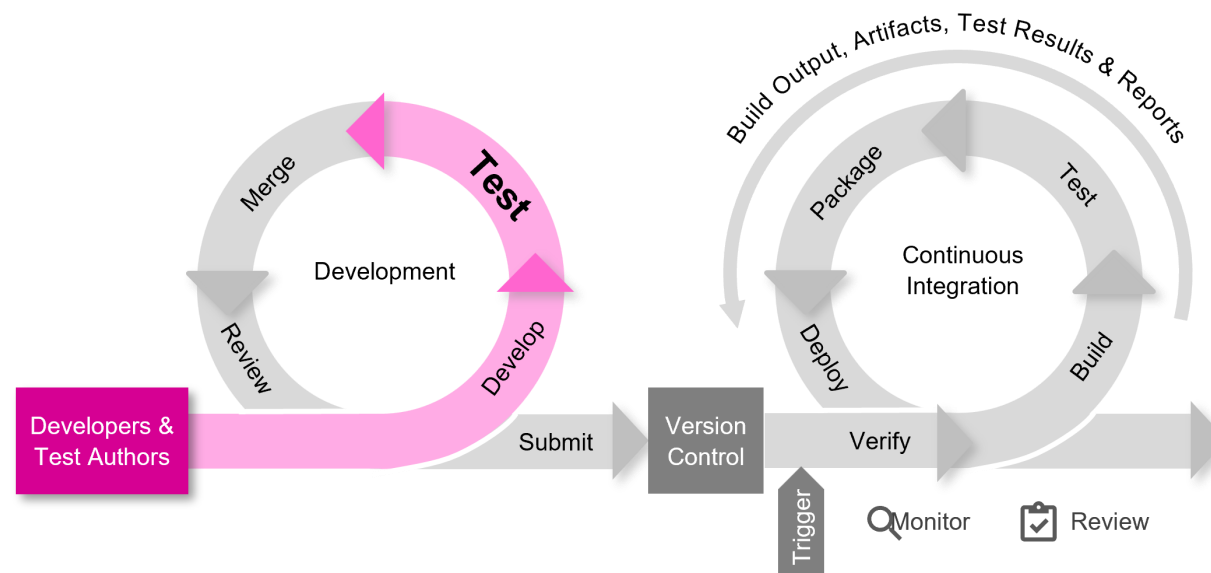 Build Output, Artifacts, Test Results & Reports
Merge
Test
Development
Review
Develop
Developers &
Test Authors
Submit
Package
Test
Continuous
Integration
Deploy
Build
Version
Control
Verify
Trigger
Monitor
Review